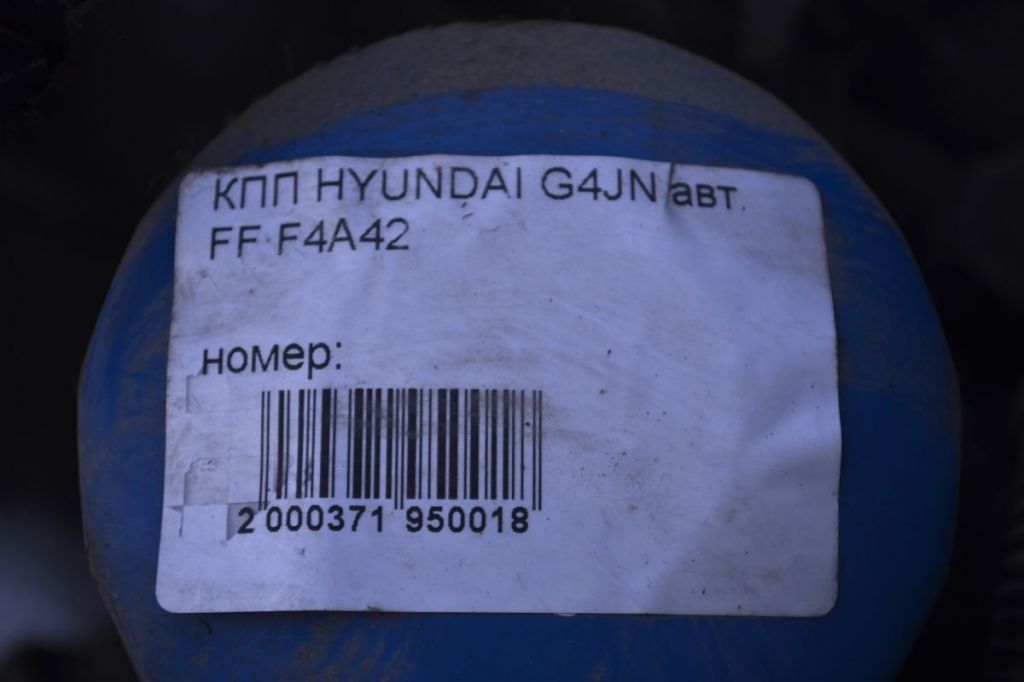 КПП HYUNDAI G4JN авт.
FF F4A42
номер:
2 000371 950018